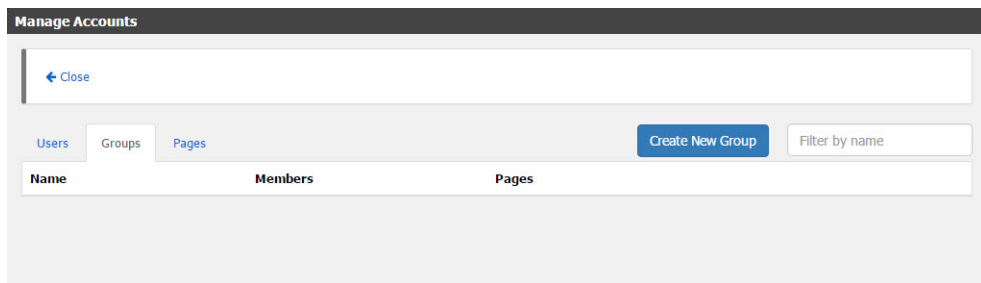 Manage Accounts
Close
Users Groups Pages Create New Group Filter by name
Name Members Pages